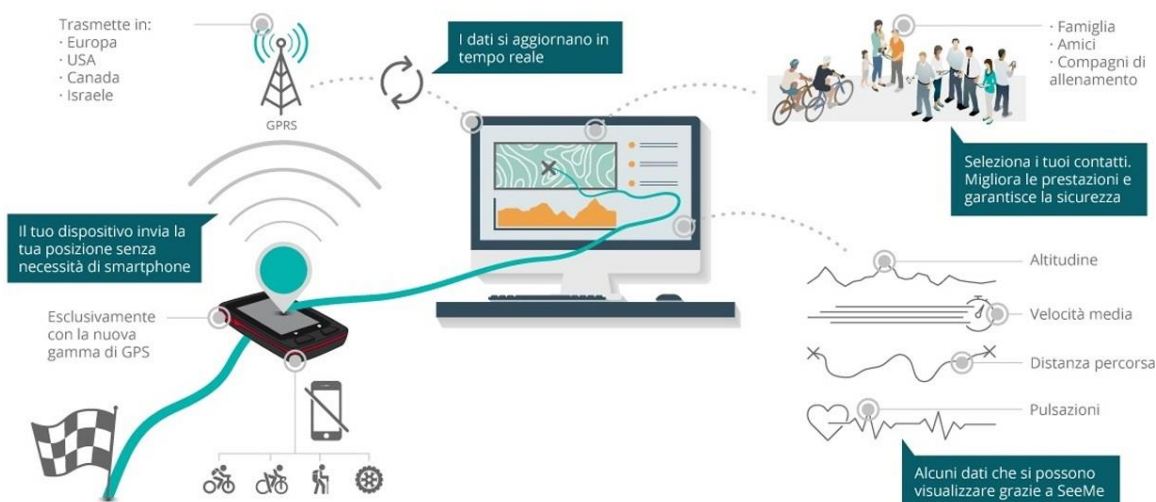 Trasmette in:
· Europa
· USA
· Canada
· Israele
GPRS
I dati si aggiornano in
tempo reale
· Famiglia
· Amici
· Compagni di
allenamento
Seleziona i tuoi contatti.
Migliora le prestazioni e
garantisce la sicurezza
Il tuo dispositivo invia la
tua posizione senza
necessità di smartphone
Esclusivamente
con la nuova
gamma di GPS
Altitudine
Velocità media
Distanza percorsa
Pulsazioni
Alcuni dati che si possono
visualizzare grazie a SeeMe